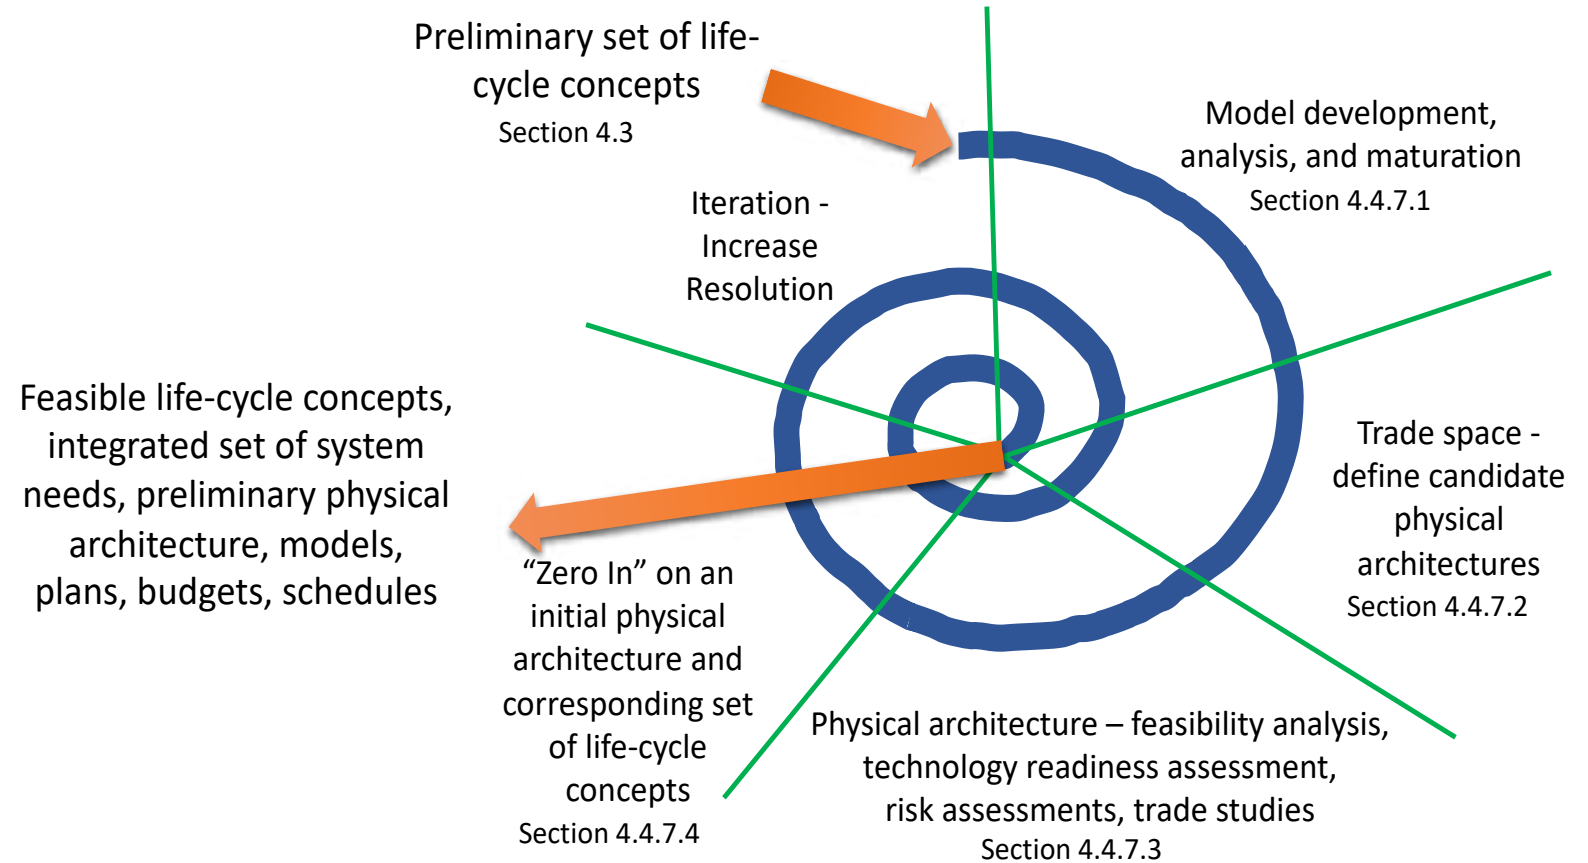 Preliminary set of life-
cycle concepts
Section 4.3
Model development,
analysis, and maturation
Section 4.4.7.1
Iteration -
Increase
Resolution
Trade space -
define candidate
physical
architectures
Section 4.4.7.2
Feasible life-cycle concepts,
integrated set of system
needs, preliminary physical
architecture, models,
plans, budgets, schedules
“Zero In” on an
initial physical
architecture and
corresponding set
of life-cycle
concepts
Section 4.4.7.4
Physical architecture – feasibility analysis,
technology readiness assessment,
risk assessments, trade studies
Section 4.4.7.3